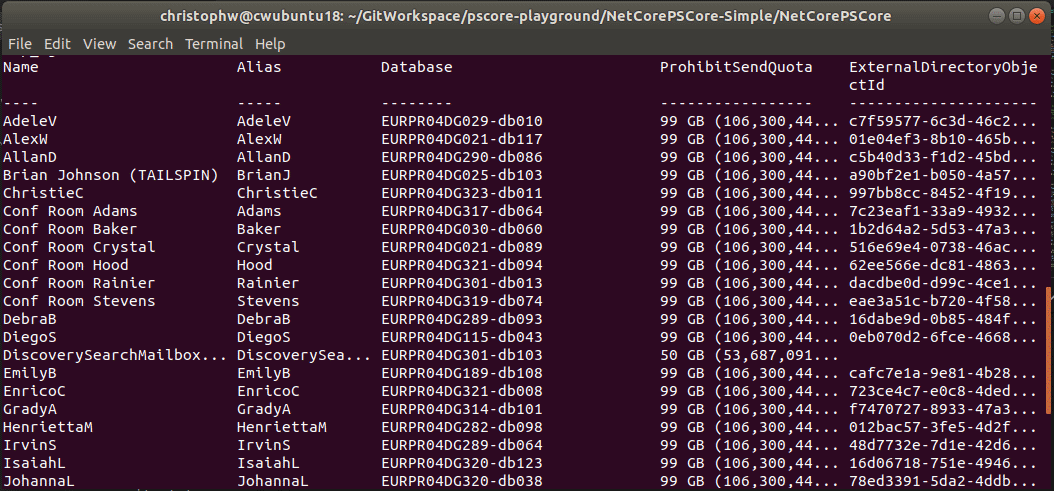 christophw@cwubuntu18: ~/GitWorkspace/pscore-playground/NetCorePSCore-Simple/NetCorePSCore
File Edit View Search Terminal Help
Name Alias Database ProhibitSendQuota ExternalDirectoryObje
ctId
---- ----- -------- ----------------- ---------------------
AdeleV AdeleV EURPR04DG029-db010 99 GB (106,300,44... c7f59577-6c3d-46c2...
AlexW AlexW EURPR04DG021-db117 99 GB (106,300,44... 01e04ef3-8b10-465b...
AllanD AllanD EURPR04DG290-db086 99 GB (106,300,44... c5b40d33-f1d2-45bd...
Brian Johnson (TAILSPIN) BrianJ EURPR04DG025-db103 99 GB (106,300,44... a90bf2e1-b050-4a57...
ChristieC ChristieC EURPR04DG323-db011 99 GB (106,300,44... 997bb8cc-8452-4f19...
Conf Room Adams Adams EURPR04DG317-db064 99 GB (106,300,44... 7c23eaf1-33a9-4932...
Conf Room Baker Baker EURPR04DG030-db060 99 GB (106,300,44... 1b2d64a2-5d53-47a3...
Conf Room Crystal Crystal EURPR04DG021-db089 99 GB (106,300,44... 516e69e4-0738-46ac...
Conf Room Hood Hood EURPR04DG321-db094 99 GB (106,300,44... 62ee566e-dc81-4863...
Conf Room Rainier Rainier EURPR04DG301-db013 99 GB (106,300,44... dacdbe0d-d99c-4ce1...
Conf Room Stevens Stevens EURPR04DG319-db074 99 GB (106,300,44... eae3a51c-b720-4f58...
DebraB DebraB EURPR04DG289-db093 99 GB (106,300,44... 16dabe9d-0b85-484f...
DiegoS DiegoS EURPR04DG115-db043 99 GB (106,300,44... 0eb070d2-6fce-4668...
DiscoverySearchMailbox... DiscoverySea... EURPR04DG301-db103 50 GB (53,687,091...
EmilyB EmilyB EURPR04DG189-db108 99 GB (106,300,44... cafc7e1a-9e81-4b28...
EnricoC EnricoC EURPR04DG321-db008 99 GB (106,300,44... 723ce4c7-e0c8-4ded...
GradyA GradyA EURPR04DG314-db101 99 GB (106,300,44... f7470727-8933-47a3...
HenriettaM HenriettaM EURPR04DG282-db098 99 GB (106,300,44... 012bac57-3fe5-4d2f...
IrvinS IrvinS EURPR04DG289-db064 99 GB (106,300,44... 48d7732e-7d1e-42d6...
IsaiahL IsaiahL EURPR04DG320-db123 99 GB (106,300,44... 16d06718-751e-4946...
JohannaL JohannaL EURPR04DG320-db038 99 GB (106,300,44... 78ed3391-5da2-4ddb...